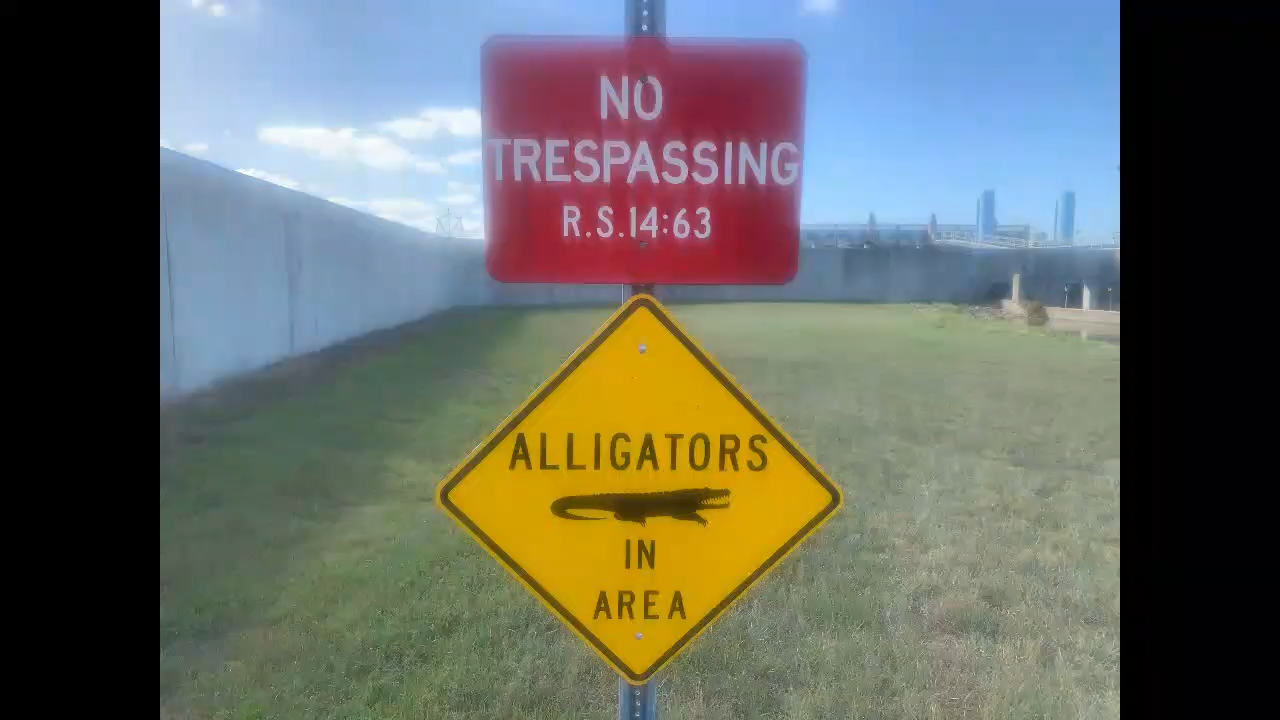 NO
TRESPASSING
R.S.14:63
ALLIGATORS
IN
AREA